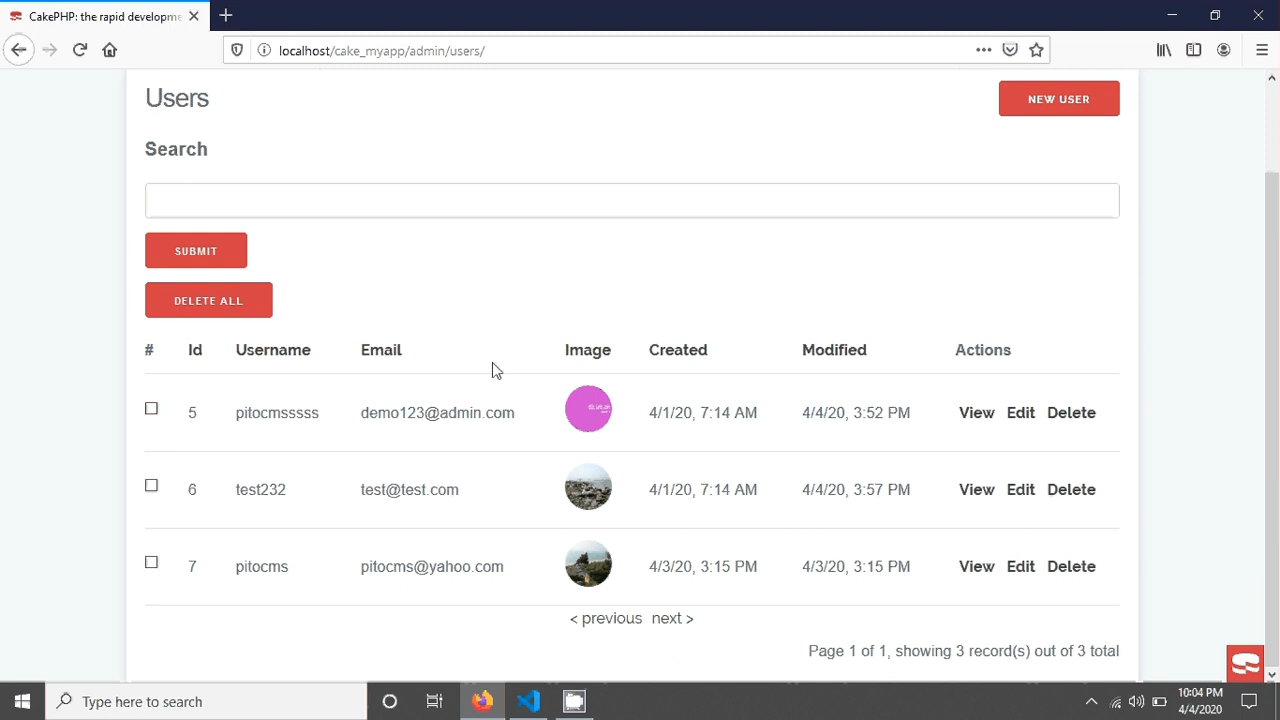 CakePHP: the rapid developme
localhost/cake_myapp/admin/users/
Users
NEW USER
Search
SUBMIT
DELETE ALL
# Id Username Email Image Created Modified Actions
5 pitocmsssss demo123@admin.com 4/1/20, 7:14 AM 4/4/20, 3:52 PM View Edit Delete
6 test232 test@test.com 4/1/20, 7:14 AM 4/4/20, 3:57 PM View Edit Delete
7 pitocms pitocms@yahoo.com 4/3/20, 3:15 PM 4/3/20, 3:15 PM View Edit Delete
< previous next >
Page 1 of 1, showing 3 record(s) out of 3 total
Type here to search
10:04 PM
4/4/2020